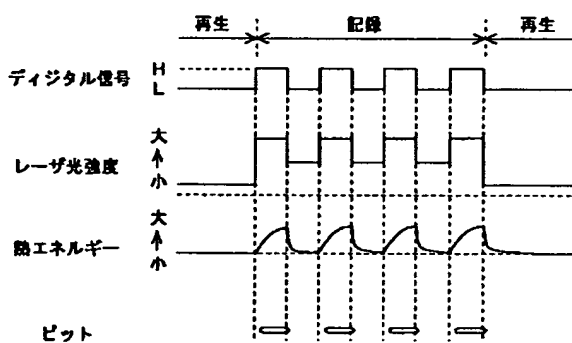 再生 記録 再生
ディジタル信号 H
L
レーザ光強度 大
小
熱エネルギー 大
小
ピット